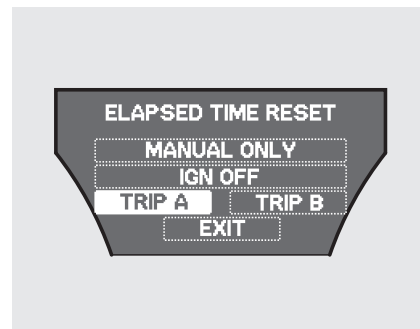 ELAPSED TIME RESET
MANUAL ONLY
IGN OFF
TRIP A TRIP B
EXIT